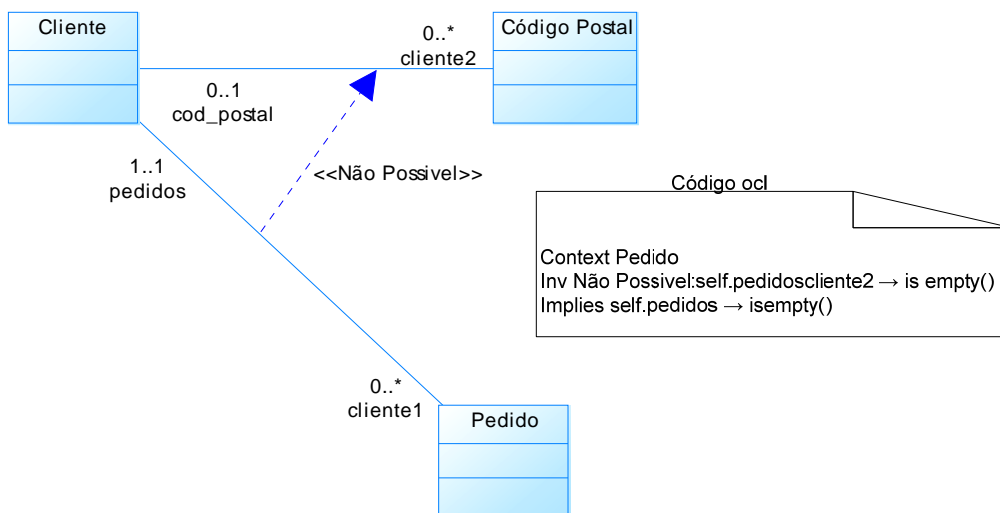 Cliente
0..*
cliente2
Código Postal
0..1
cod_postal
1..1
pedidos
<<Não Possivel>>
Código ocl
Context Pedido
Inv Não Possivel:self.pedidoscliente2 → is empty()
Implies self.pedidos → isempty()
0..*
cliente1
Pedido